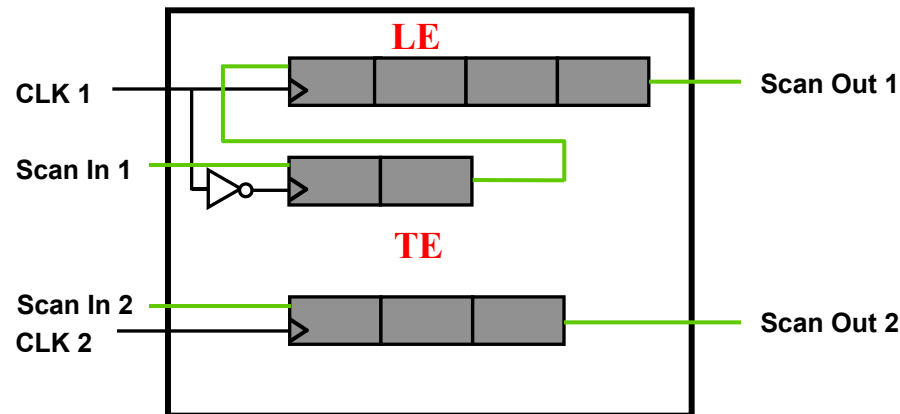 LE
CLK 1
Scan Out 1
Scan In 1
TE
Scan In 2
CLK 2
Scan Out 2